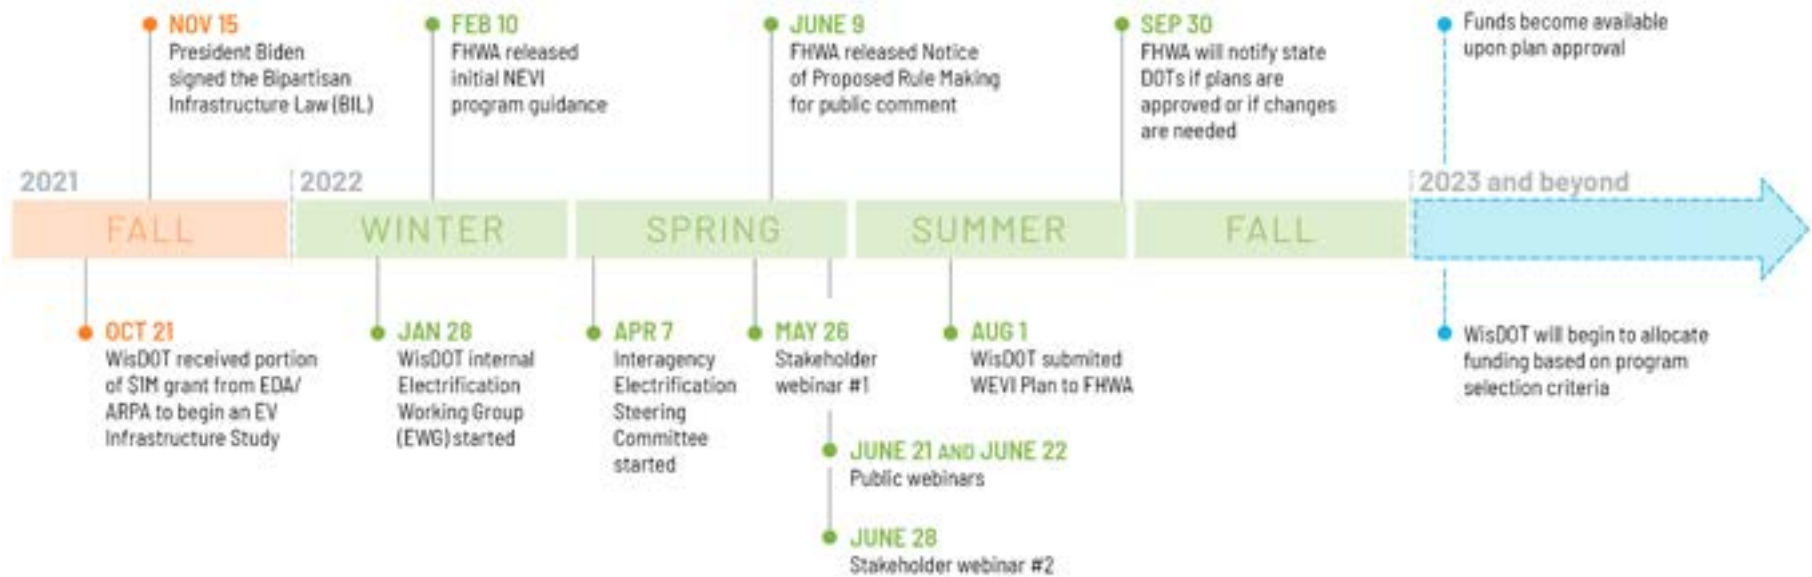 NOV 15
President Biden
signed the Bipartisan
Infrastructure Law (BIL)
FEB 10
FHWA released
initial NEVI
program guidance
JUNE 9
FHWA released Notice
of Proposed Rule Making
for public comment
SEP 30
FHWA will notify state
DOTs if plans are
approved or if changes
are needed
Funds become available
upon plan approval
2021
2022
2023 and beyond
FALL
WINTER
SPRING
SUMMER
FALL
OCT 21
WisDOT received portion
of $1M grant from EDA/
ARPA to begin an EV
Infrastructure Study
JAN 28
WisDOT internal
Electrification
Working Group
(EWG) started
APR 7
Interagency
Electrification
Steering
Committee
started
MAY 26
Stakeholder
webinar #1
JUNE 21 AND JUNE 22
Public webinars
JUNE 28
Stakeholder webinar #2
AUG 1
WisDOT submited
WEVI Plan to FHWA
WisDOT will begin to allocate
funding based on program
selection criteria